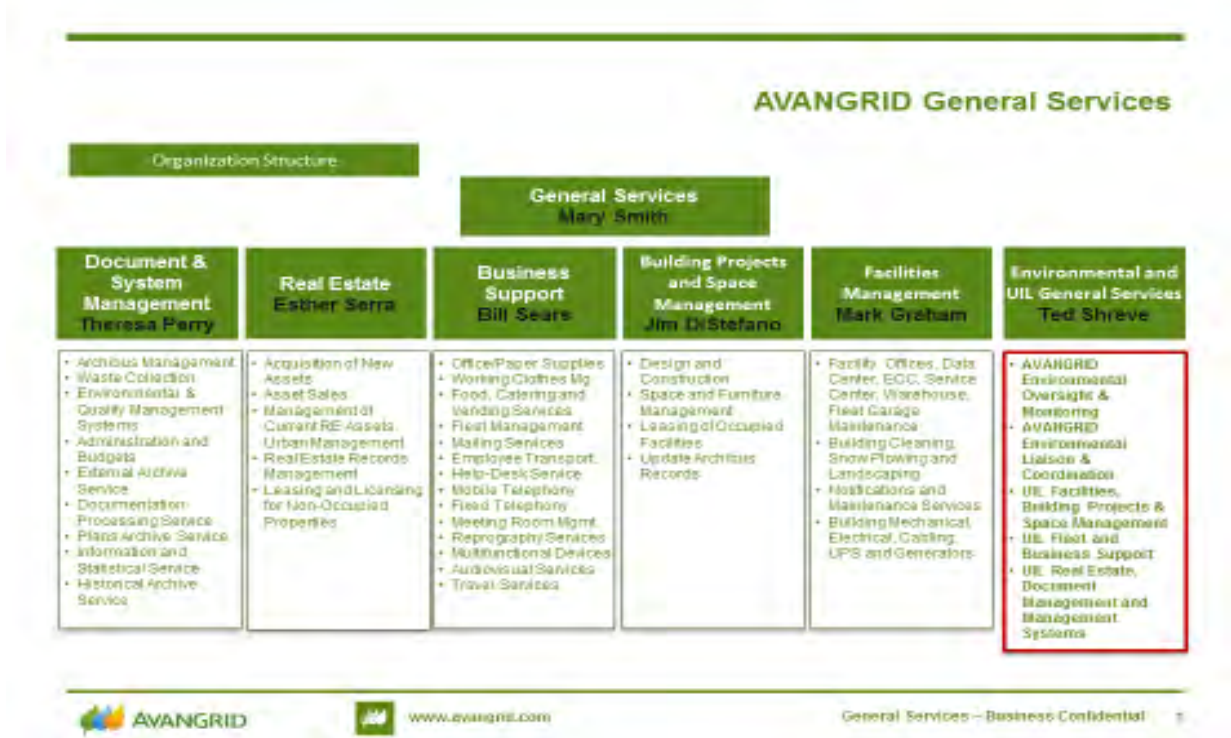 AVANGRID General Services
Organization Structure
General Services
Mary Smith
Document &
System
Management
Theresa Perry
Real Estate
Esther Serra
Business
Support
Bill Sears
Building Projects
and Space
Management
Jim DiStefano
Facilities
Management
Mark Graham
Environmental and
UIL General Services
Ted Shreve
• Archibus Management
• Waste Collection
• Environmental &
Quality Management
Systems
• Administration and
Budgets
• External Archive
Service
• Documentation
Processing Service
• Plans Archive Service
• Information and
Statistical Service
• Historical Archive
Service
• Acquisition of New
Assets
• Asset Sales
• Management of
Current RE Assets
Urban Management
• Real Estate Records
Management
• Leasing and Licensing
for Non-Occupied
Properties
• Office/Paper Supplies
• Working Clothes Mg
• Food, Catering and
Vending Services
• Fleet Management
• Mailing Services
• Employee Transport.
• Help-Desk Service
• Mobile Telephony
• Fixed Telephony
• Meeting Room Mgmt.
• Reprography Services
• Multifunctional Devices
• Audiovisual Services
• Travel Services
• Design and
Construction
• Space and Furniture
Management
• Leasing of Occupied
Facilities
• Update Archibus
Records
• Facility Offices, Data
Center, ECC, Service
Center, Warehouse,
Fleet Garage
Maintenance
• Building Cleaning,
Snow Plowing and
Landscaping
• Notifications and
Maintenance Services
• Building Mechanical,
Electrical, Cabling,
UPS and Generators
• AVANGRID
Environmental
Oversight &
Monitoring
• AVANGRID
Environmental
Liaison &
Coordination
• UIL Facilities,
Building Projects &
Space Management
• UIL Fleet and
Business Support
• UIL Real Estate,
Document
Management and
Management
Systems
AVANGRID
www.avangrid.com
General Services – Business Confidential